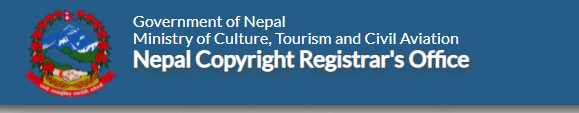 Government of Nepal
Ministry of Culture, Tourism and Civil Aviation
Nepal Copyright Registrar's Office